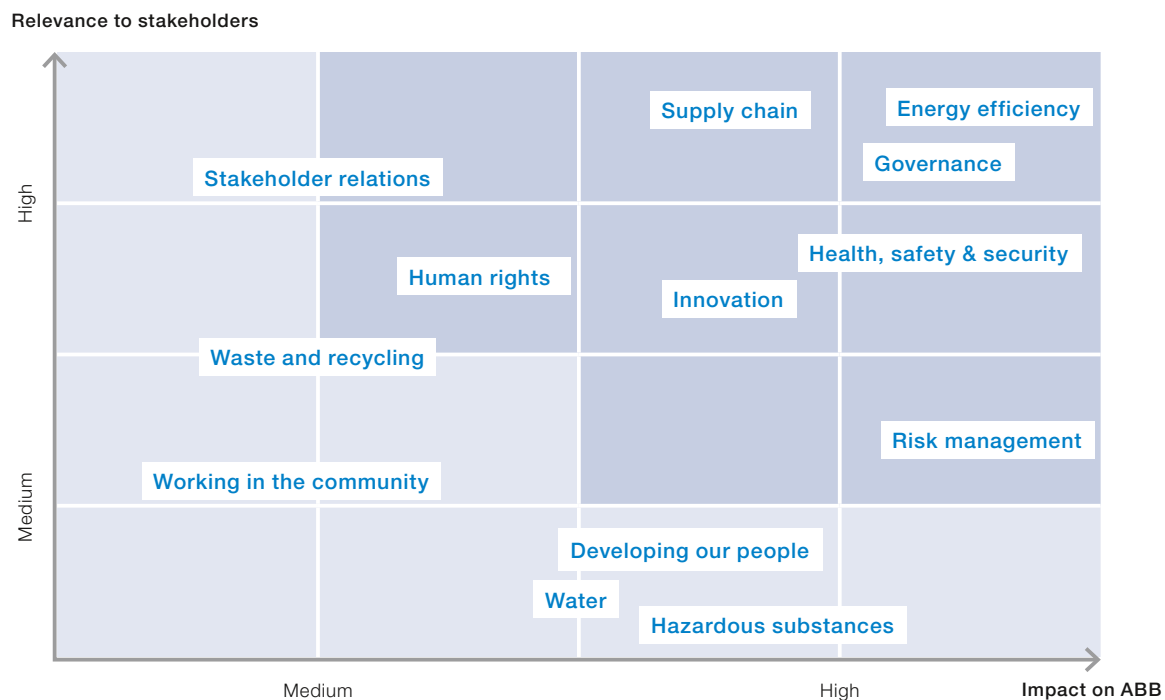 Relevance to stakeholders
Supply chain
Energy efficiency
Governance
Stakeholder relations
High
Health, safety & security
Human rights
Innovation
Waste and recycling
Risk management
Working in the community
Medium
Developing our people
Water
Hazardous substances
Medium
High
Impact on ABB